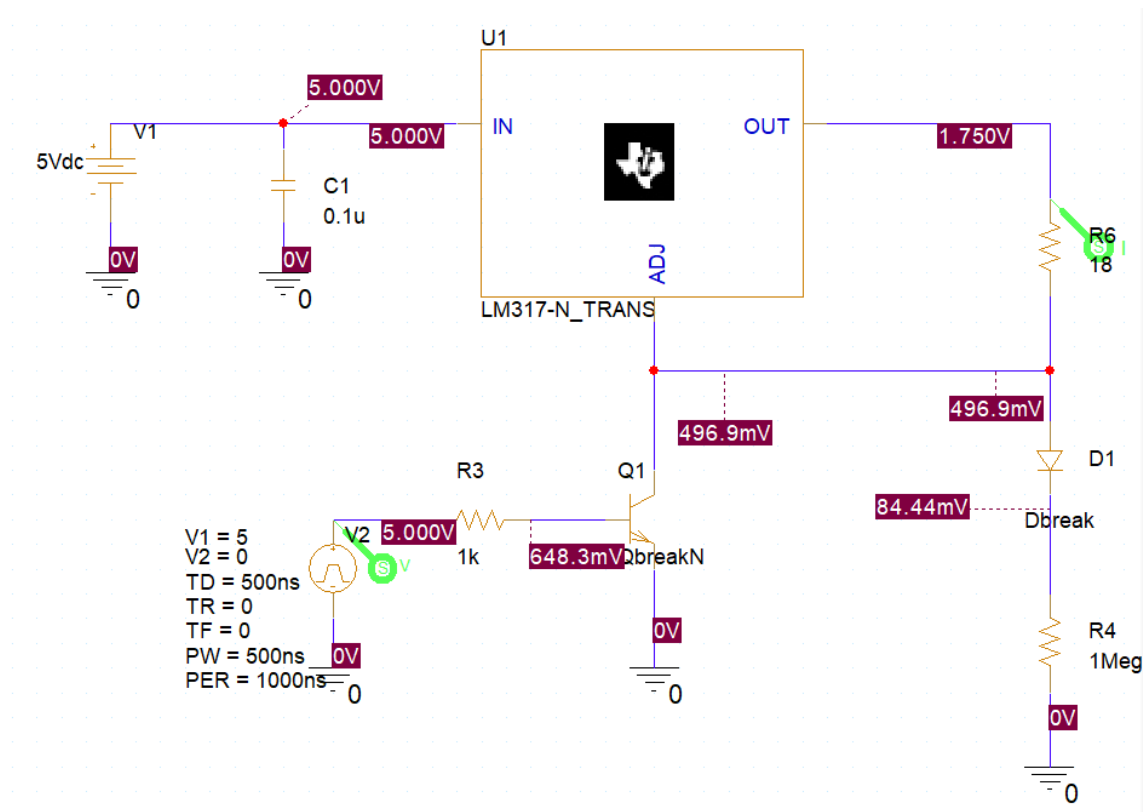 U1
5.000V
V1
5.000V
IN
OUT
1.750V
5Vdc
C1
0.1u
ADJ
R6
18
S
I
0V
0V
0
0
LM317-N_TRANS
496.9mV
496.9mV
R3
Q1
D1
84.44mV
Dbreak
V1 = 5
V2 = 0
TD = 500ns
TR = 0
TF = 0
PW = 500ns
PER = 1000ns
V2
5.000V
1k
648.3mV
QbreakN
S
V
0V
0
0V
0
R4
1Meg
0V
0